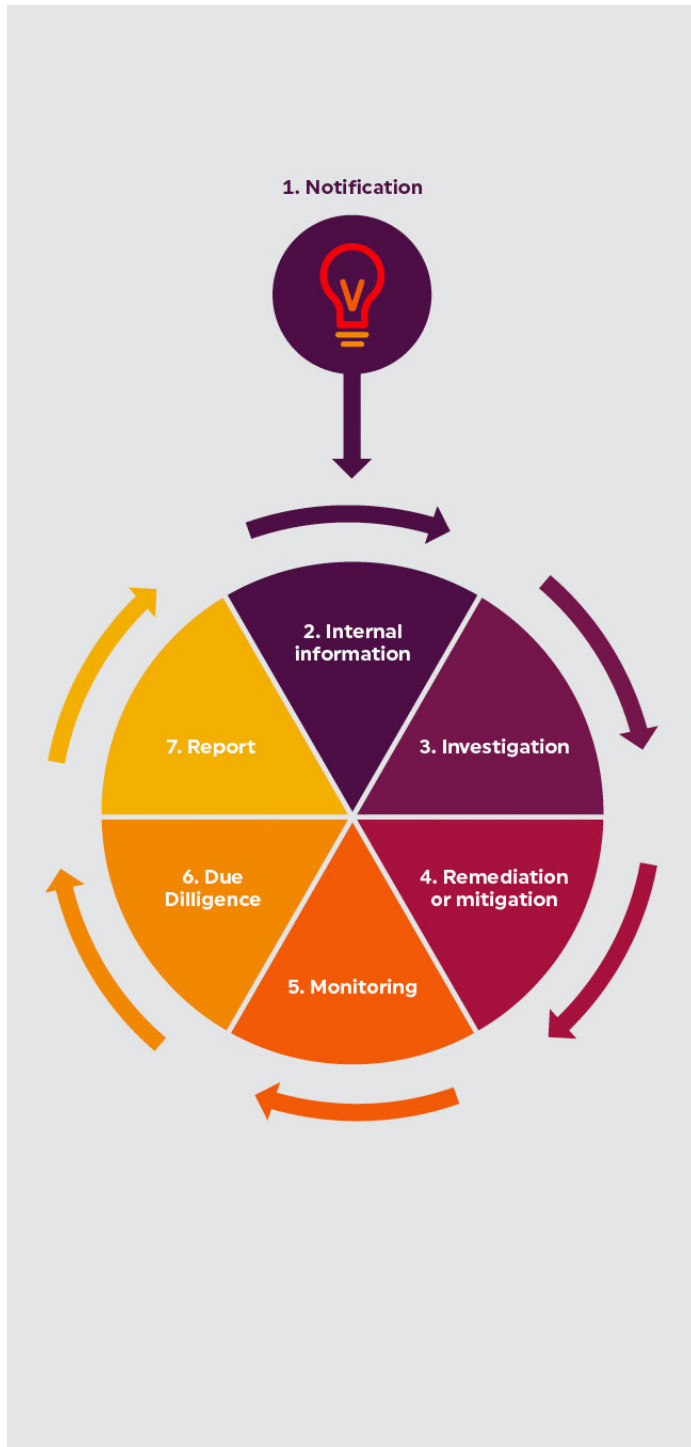 1. Notification
2. Internal
information
3. Investigation
4. Remediation
or mitigation
5. Monitoring
6. Due
Dilligence
7. Report